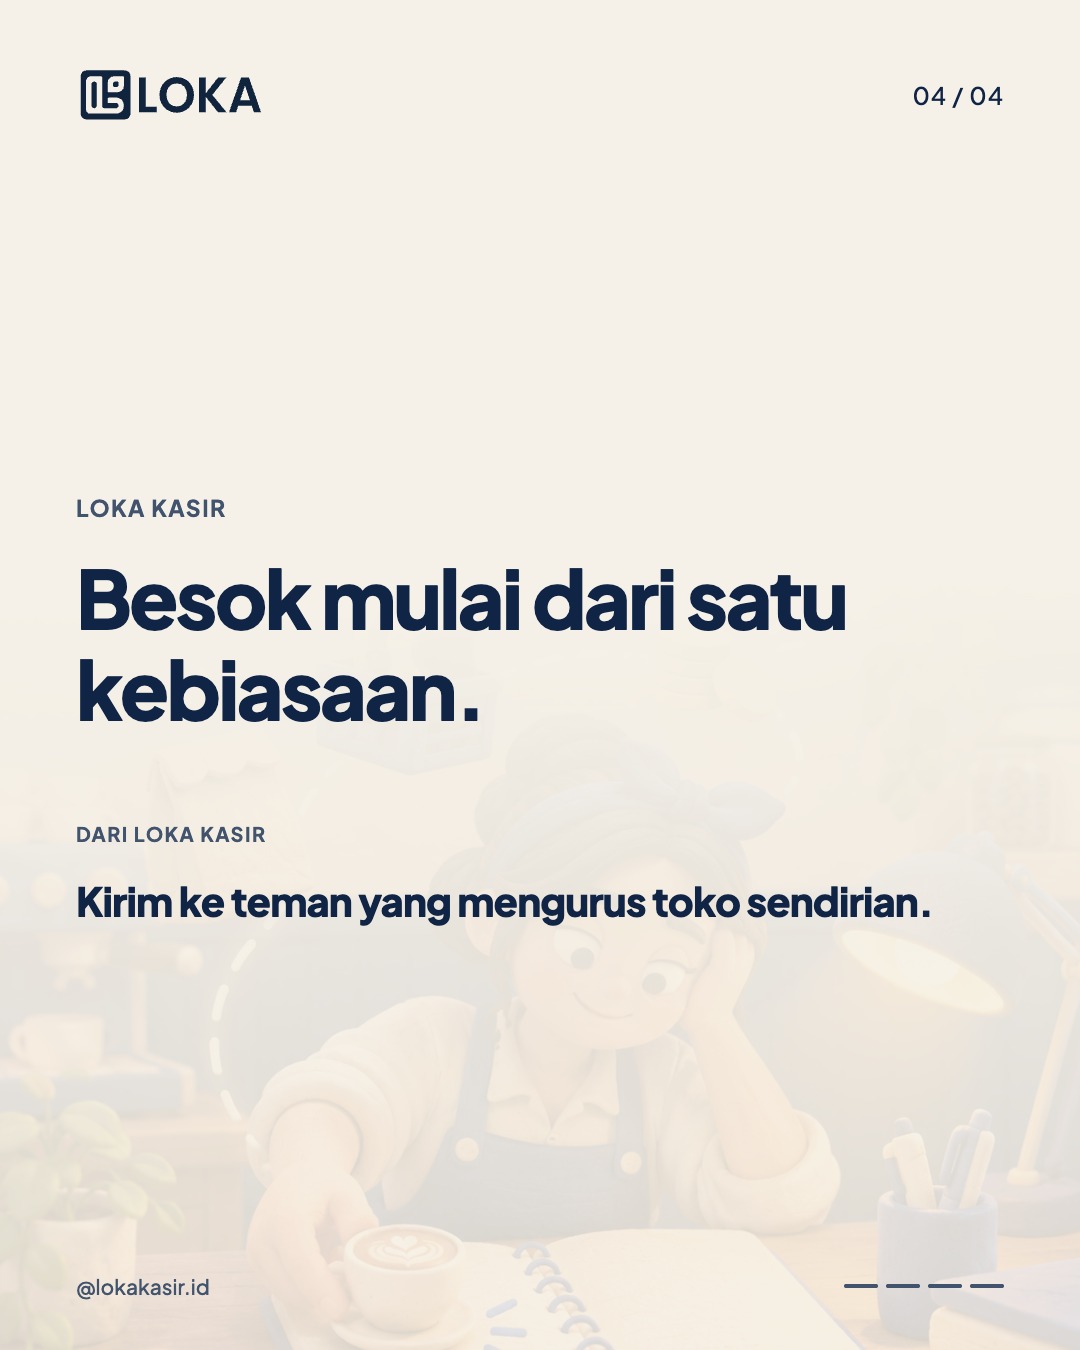 LOKA
04 / 04
LOKA KASIR
Besok mulai dari satu
kebiasaan.
DARI LOKA KASIR
Kirim ke teman yang mengurus toko sendirian.
@lokakasir.id